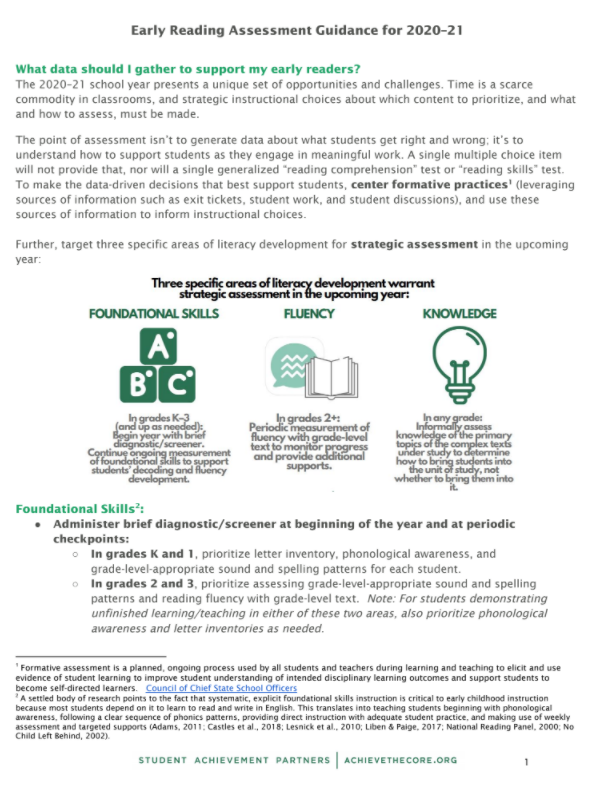 Early Reading Assessment Guidance for 2020–21
What data should I gather to support my early readers?
The 2020–21 school year presents a unique set of opportunities and challenges. Time is a scarce
commodity in classrooms, and strategic instructional choices about which content to prioritize, and what
and how to assess, must be made.
The point of assessment isn't to generate data about what students get right and wrong; it's to
understand how to support students as they engage in meaningful work. A single multiple choice item
will not provide that, nor will a single generalized "reading comprehension" test or "reading skills" test.
To make the data-driven decisions that best support students, center formative practices¹ (leveraging
sources of information such as exit tickets, student work, and student discussions), and use these
sources of information to inform instructional choices.
Further, target three specific areas of literacy development for strategic assessment in the upcoming
year:
Three specific areas of literacy development warrant
strategic assessment in the upcoming year:
FOUNDATIONAL SKILLS
A
B C
In grades K-3
(and up as needed):
Begin year with brief
diagnostic/screener.
Continue ongoing measurement
of foundational skills to support
students' decoding and fluency
development.
FLUENCY
In grades 2+:
Periodic measurement of
fluency with grade-level
text to monitor progress
and provide additional
supports.
KNOWLEDGE
In any grade:
Informally assess
knowledge of the primary
topics of the complex texts
under study to determine
how to bring students into
the unit of study, not
whether to bring them into
it.
Foundational Skills²:
● Administer brief diagnostic/screener at beginning of the year and at periodic
checkpoints:
○ In grades K and 1, prioritize letter inventory, phonological awareness, and
grade-level-appropriate sound and spelling patterns for each student.
○ In grades 2 and 3, prioritize assessing grade-level-appropriate sound and spelling
patterns and reading fluency with grade-level text. Note: For students demonstrating
unfinished learning/teaching in either of these two areas, also prioritize phonological
awareness and letter inventories as needed.
¹ Formative assessment is a planned, ongoing process used by all students and teachers during learning and teaching to elicit and use
evidence of student learning to improve student understanding of intended disciplinary learning outcomes and support students to
become self-directed learners. Council of Chief State School Officers
² A settled body of research points to the fact that systematic, explicit foundational skills instruction is critical to early childhood instruction
because most students depend on it to learn to read and write in English. This translates into teaching students beginning with phonological
awareness, following a clear sequence of phonics patterns, providing direct instruction with adequate student practice, and making use of weekly
assessment and targeted supports (Adams, 2011; Castles et al., 2018; Lesnick et al., 2010; Liben & Paige, 2017; National Reading Panel, 2000; No
Child Left Behind, 2002).
STUDENT ACHIEVEMENT PARTNERS | ACHIEVETHECORE.ORG
1